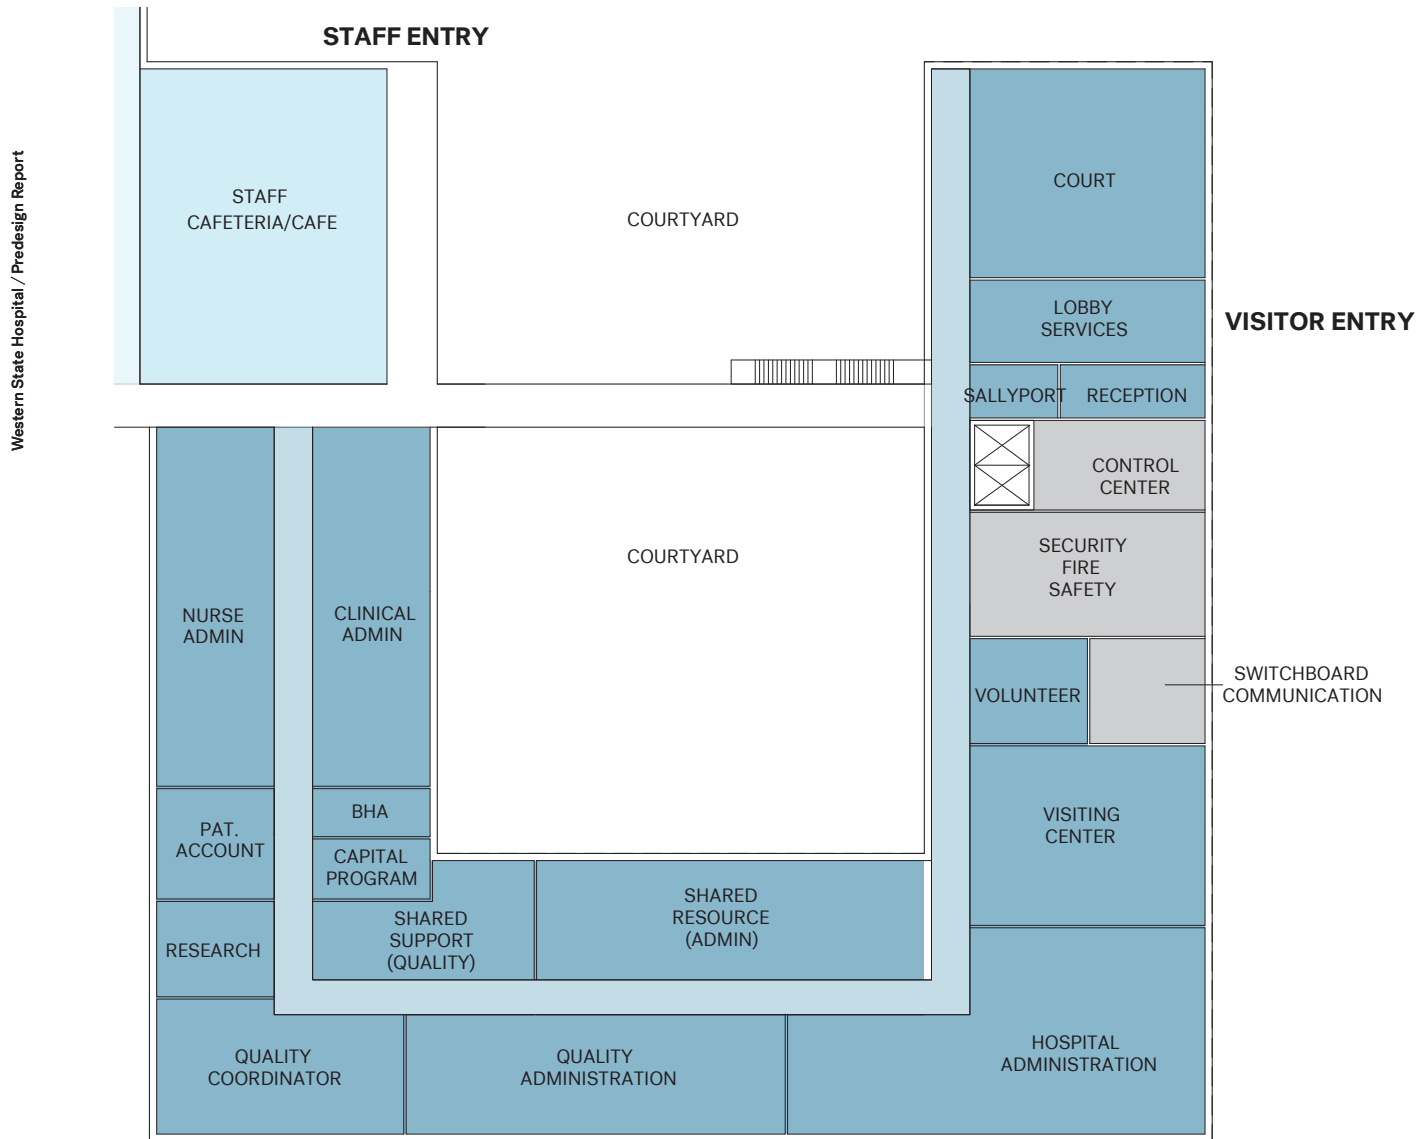 Western State Hospital / Predesign Report
STAFF ENTRY
STAFF
CAFETERIA/CAFE
COURTYARD
COURT
LOBBY
SERVICES
VISITOR ENTRY
SALLYPORT
RECEPTION
CONTROL
CENTER
COURTYARD
SECURITY
FIRE
SAFETY
NURSE
ADMIN
CLINICAL
ADMIN
VOLUNTEER
SWITCHBOARD
COMMUNICATION
BHA
PAT.
ACCOUNT
CAPITAL
PROGRAM
VISITING
CENTER
RESEARCH
SHARED
SUPPORT
(QUALITY)
SHARED
RESOURCE
(ADMIN)
QUALITY
COORDINATOR
QUALITY
ADMINISTRATION
HOSPITAL
ADMINISTRATION